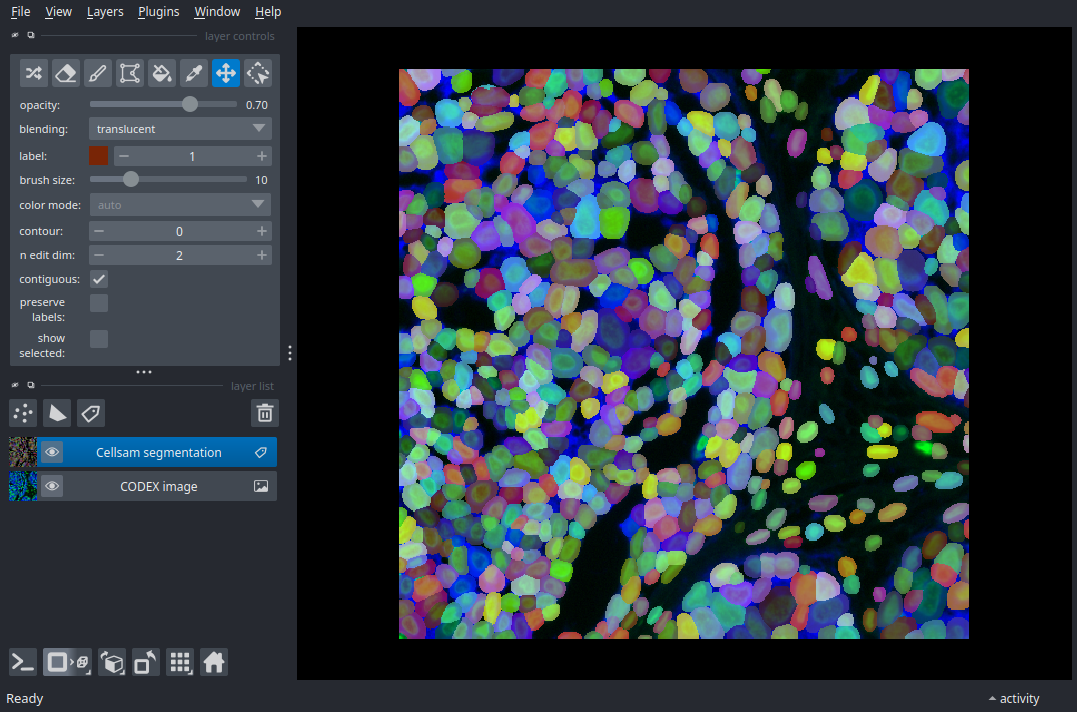 File View Layers Plugins Window Help
layer controls
opacity: 0.70
blending: translucent
label: 1
brush size: 10
color mode: auto
contour: 0
n edit dim: 2
contiguous:
preserve
labels:
show
selected:
layer list
Cellsam segmentation
CODEX image
Ready
activity